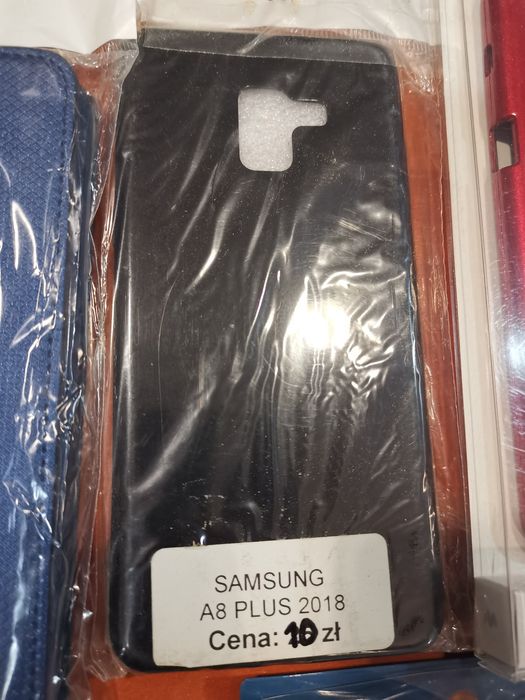 SAMSUNG
A8 PLUS 2018
Cena: 10 zł